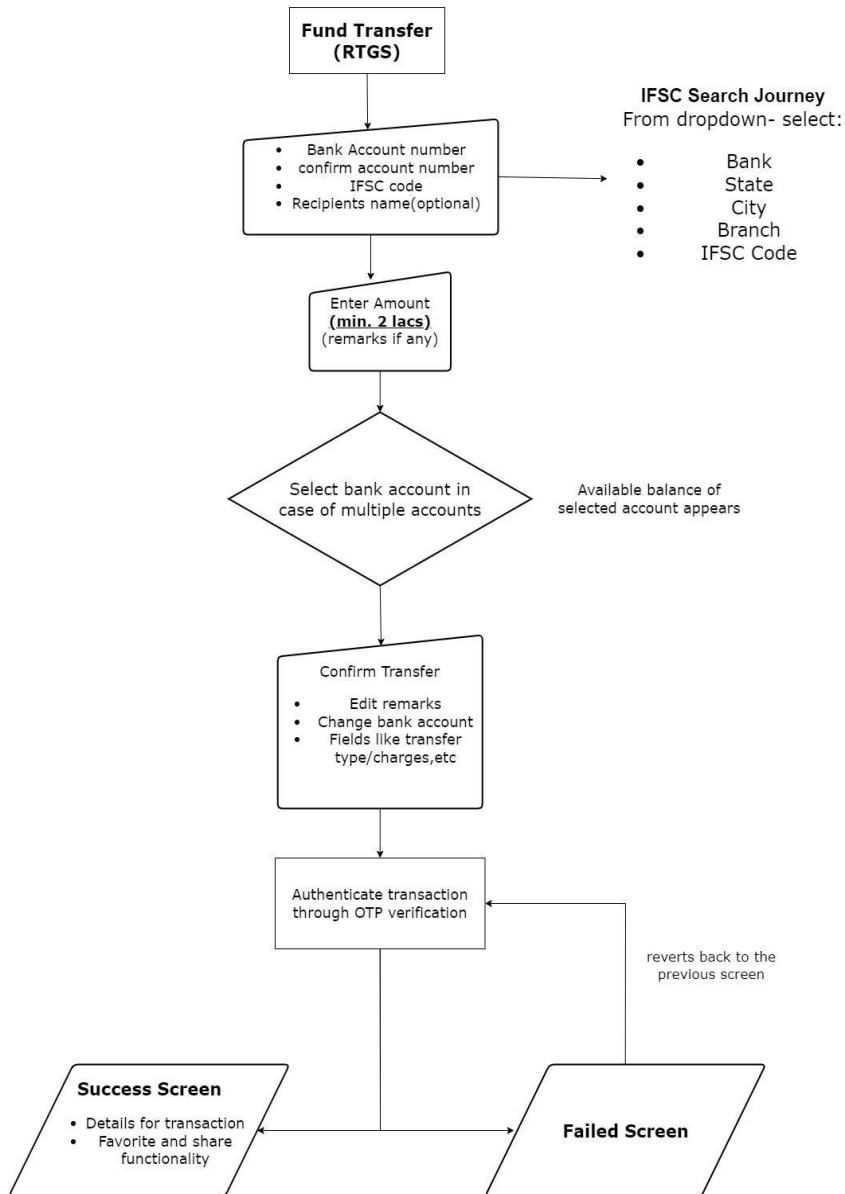 Fund Transfer
(RTGS)
IFSC Search Journey
From dropdown- select:
• Bank
• State
• City
• Branch
• IFSC Code
• Bank Account number
• confirm account number
• IFSC code
• Recipients name(optional)
Enter Amount
(min. 2 lacs)
(remarks if any)
Select bank account in
case of multiple accounts
Available balance of
selected account appears
Confirm Transfer
• Edit remarks
• Change bank account
• Fields like transfer
type/charges,etc
Authenticate transaction
through OTP verification
reverts back to the
previous screen
Success Screen
• Details for transaction
• Favorite and share
functionality
Failed Screen